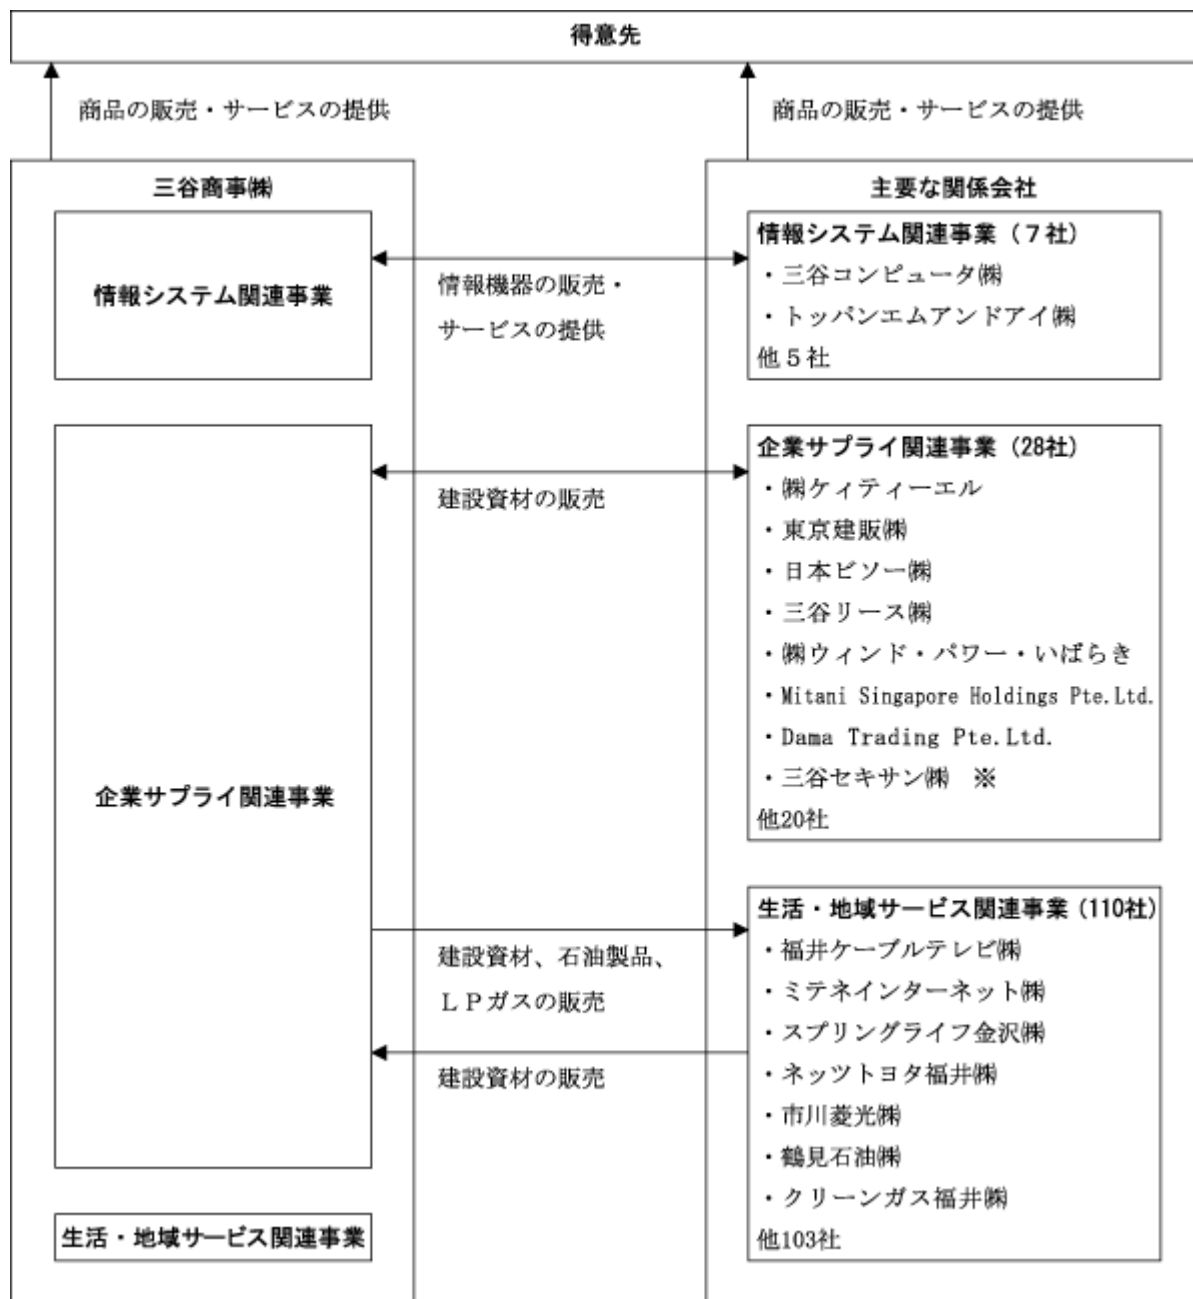 得意先
商品の販売・サービスの提供
商品の販売・サービスの提供
三谷商事㈱
情報システム関連事業
企業サプライ関連事業
生活・地域サービス関連事業
情報機器の販売・
サービスの提供
建設資材の販売
建設資材、石油製品、
ＬＰガスの販売
建設資材の販売
主要な関係会社
情報システム関連事業（７社）
・三谷コンピュータ㈱
・トッパンエムアンドアイ㈱
他５社
企業サプライ関連事業（28社）
・㈱ケィティーエル
・東京建販㈱
・日本ビソー㈱
・三谷リース㈱
・㈱ウィンド・パワー・いばらき
・Mitani Singapore Holdings Pte.Ltd.
・Dama Trading Pte.Ltd.
・三谷セキサン㈱　※
他20社
生活・地域サービス関連事業（110社）
・福井ケーブルテレビ㈱
・ミテネインターネット㈱
・スプリングライフ金沢㈱
・ネッツトヨタ福井㈱
・市川菱光㈱
・鶴見石油㈱
・クリーンガス福井㈱
他103社